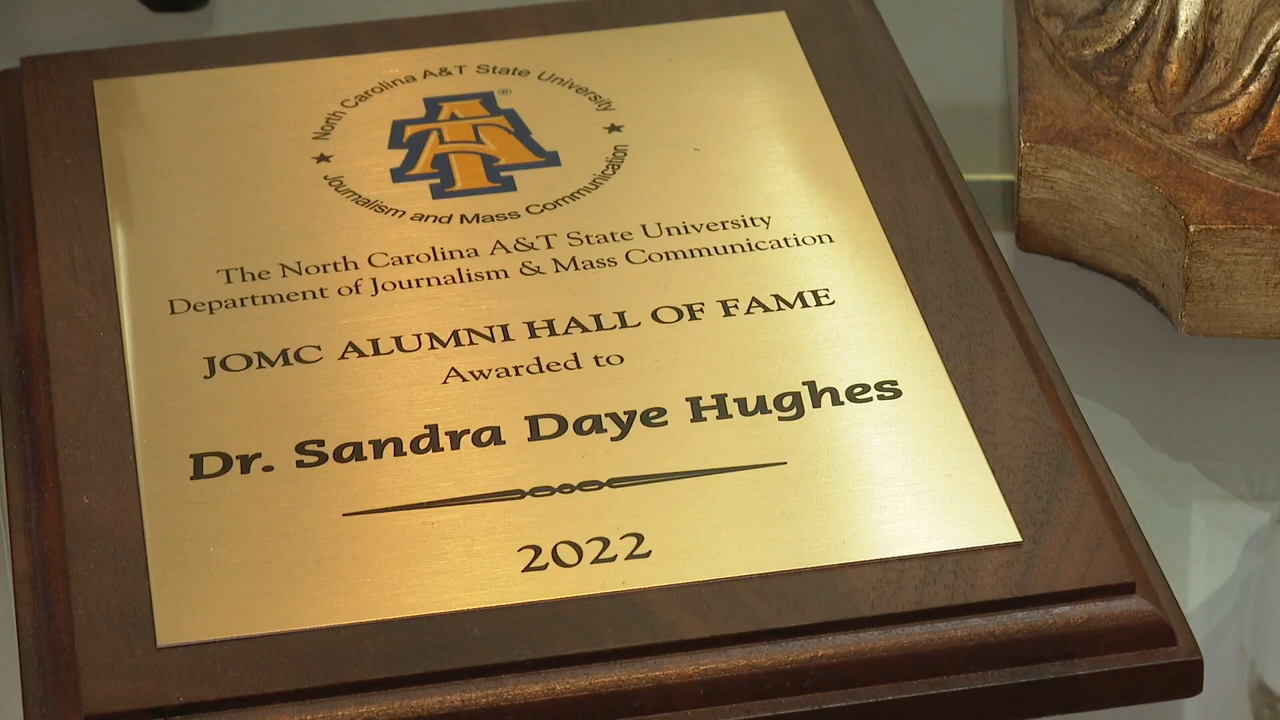 North Carolina A&T State University
AT®
★ Journalism and Mass Communication ★
The North Carolina A&T State University
Department of Journalism & Mass Communication
JOMC ALUMNI HALL OF FAME
Awarded to
Dr. Sandra Daye Hughes
2022